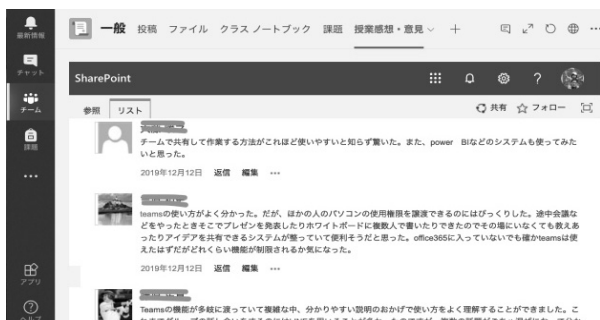 一般 投稿 ファイル クラス ノートブック 課題 授業感想・意見
最新情報
チャット
SharePoint
チーム
参照 リスト 共有 フォロー
チームで共有して作業する方法がこれほど使いやすいと知らず驚いた。また、power BIなどのシステムも使ってみた
いと思った。
課題
2019年12月12日 返信 編集 •••
teamsの使い方がよく分かった。だが、ほかの人のパソコンの使用権限を譲渡できるのにはびっくりした。途中会議な
どをやったときそこでプレゼンを発表したりホワイトボードに複数人で書いたりできたのでその場にいなくても教えあ
ったりアイデアを共有できるシステムが整っていて便利そうだと思った。office365に入っていないでも確かteamsは使
えたはずだがどれくらい機能が制限されるか気になった。
アプリ
2019年12月12日 返信 編集 •••
Teamsの機能が多岐に渡っていて複雑な中、分かりやすい説明のおかげで使い方をよく理解することができました。こ
ヘルプ